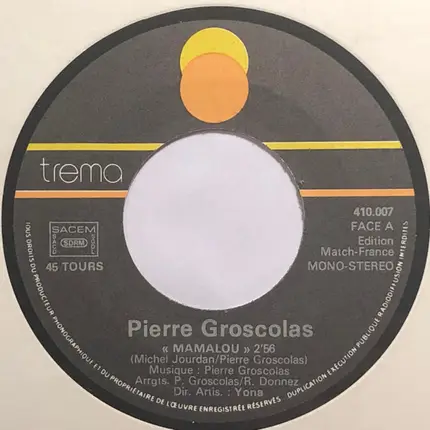 trema
SACEM
SDRM
45 TOURS
410.007
FACE A
Edition
Match-France
MONO-STEREO
Pierre Groscolas
« MAMALOU » 2'56
(Michel Jourdan/Pierre Groscolas)
Musique : Pierre Groscolas
Arrgts. P. Groscolas/R. Donnez
Dir. Artis. : Yona
TOUS DROITS DU PRODUCTEUR PHONOGRAPHIQUE ET DU PROPRIÉTAIRE DE L'ŒUVRE ENREGISTRÉE RÉSERVÉS - DUPLICATION EXÉCUTION PUBLIQUE RADIODIFFUSION INTERDITES